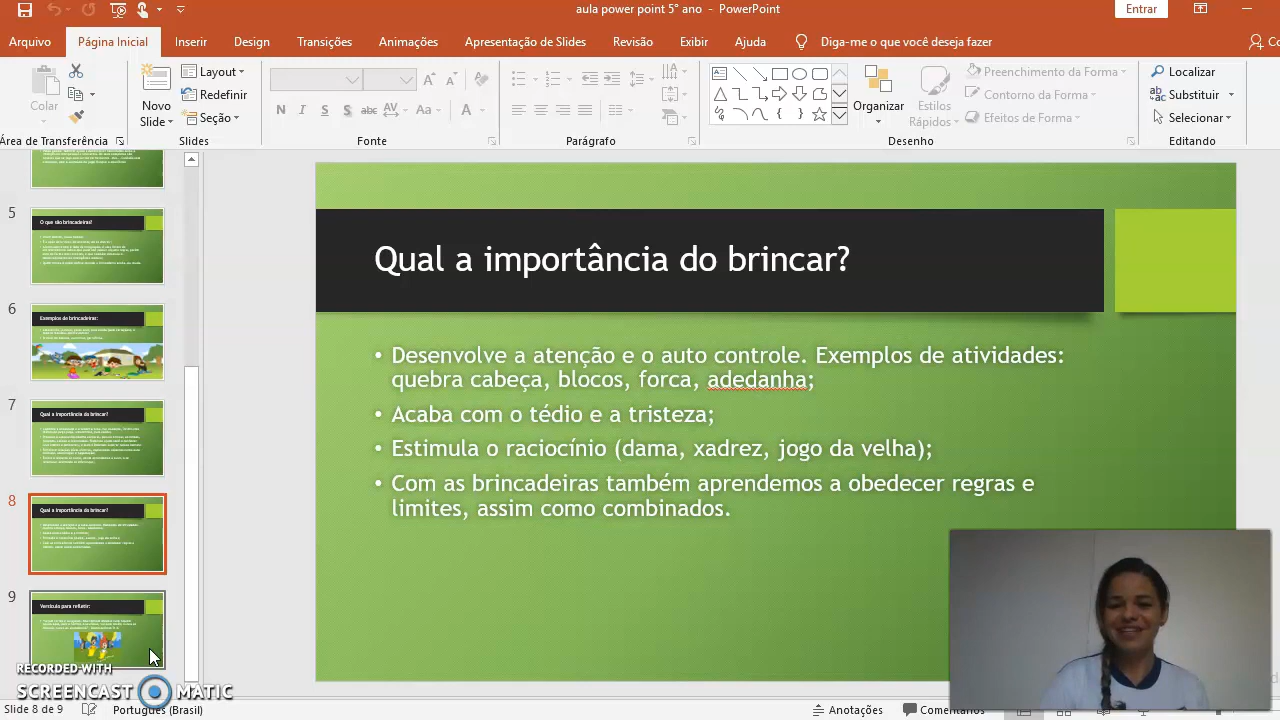 aula power point 5° ano - PowerPoint
Entrar
Arquivo
Página Inicial
Inserir
Design
Transições
Animações
Apresentação de Slides
Revisão
Exibir
Ajuda
Diga-me o que você deseja fazer
Co
Colar
Novo
Slide
Layout
Redefinir
Seção
N I S S abc AV Aa A
Organizar
Estilos
Rápidos
Preenchimento da Forma
Contorno da Forma
Efeitos de Forma
Localizar
Substituir
Selecionar
Área de Transferência
Slides
Fonte
Parágrafo
Desenho
Editando
5
O que são brincadeiras?
6
Exemplos de brincadeiras:
7
Qual a importância do brincar?
8
Qual a importância do brincar?
9
Versículo para refletir:
Qual a importância do brincar?
• Desenvolve a atenção e o auto controle. Exemplos de atividades:
quebra cabeça, blocos, forca, adedanha;
• Acaba com o tédio e a tristeza;
• Estimula o raciocínio (dama, xadrez, jogo da velha);
• Com as brincadeiras também aprendemos a obedecer regras e
limites, assim como combinados.
RECORDED WITH
SCREENCAST MATIC
Slide 8 de 9
Português (Brasil)
Anotações
Comentários